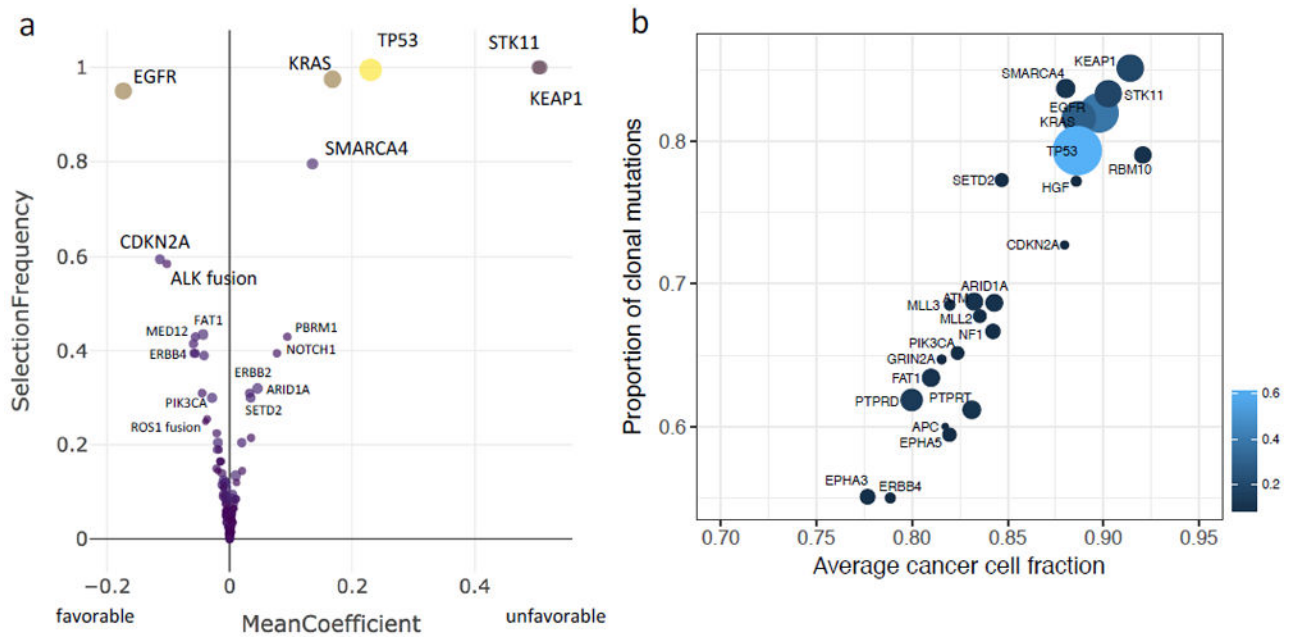 a
SelectionFrequency
1
0.8
0.6
0.4
0.2
0
EGFR
KRAS
TP53
STK11
KEAP1
SMARCA4
CDKN2A
ALK fusion
FAT1
MED12
PBRM1
ERBB4
NOTCH1
ERBB2
ARID1A
PIK3CA
SETD2
ROS1 fusion
−0.2
0
0.2
0.4
favorable
MeanCoefficient
unfavorable
b
Proportion of clonal mutations
0.8
0.7
0.6
KEAP1
SMARCA4
STK11
EGFR
KRAS
TP53
RBM10
SETD2
HGF
CDKN2A
ARID1A
ATM
MLL3
MLL2
NF1
PIK3CA
GRIN2A
FAT1
PTPRD
PTPRT
APC
EPHA5
EPHA3
ERBB4
0.6
0.4
0.2
0.70
0.75
0.80
0.85
0.90
0.95
Average cancer cell fraction